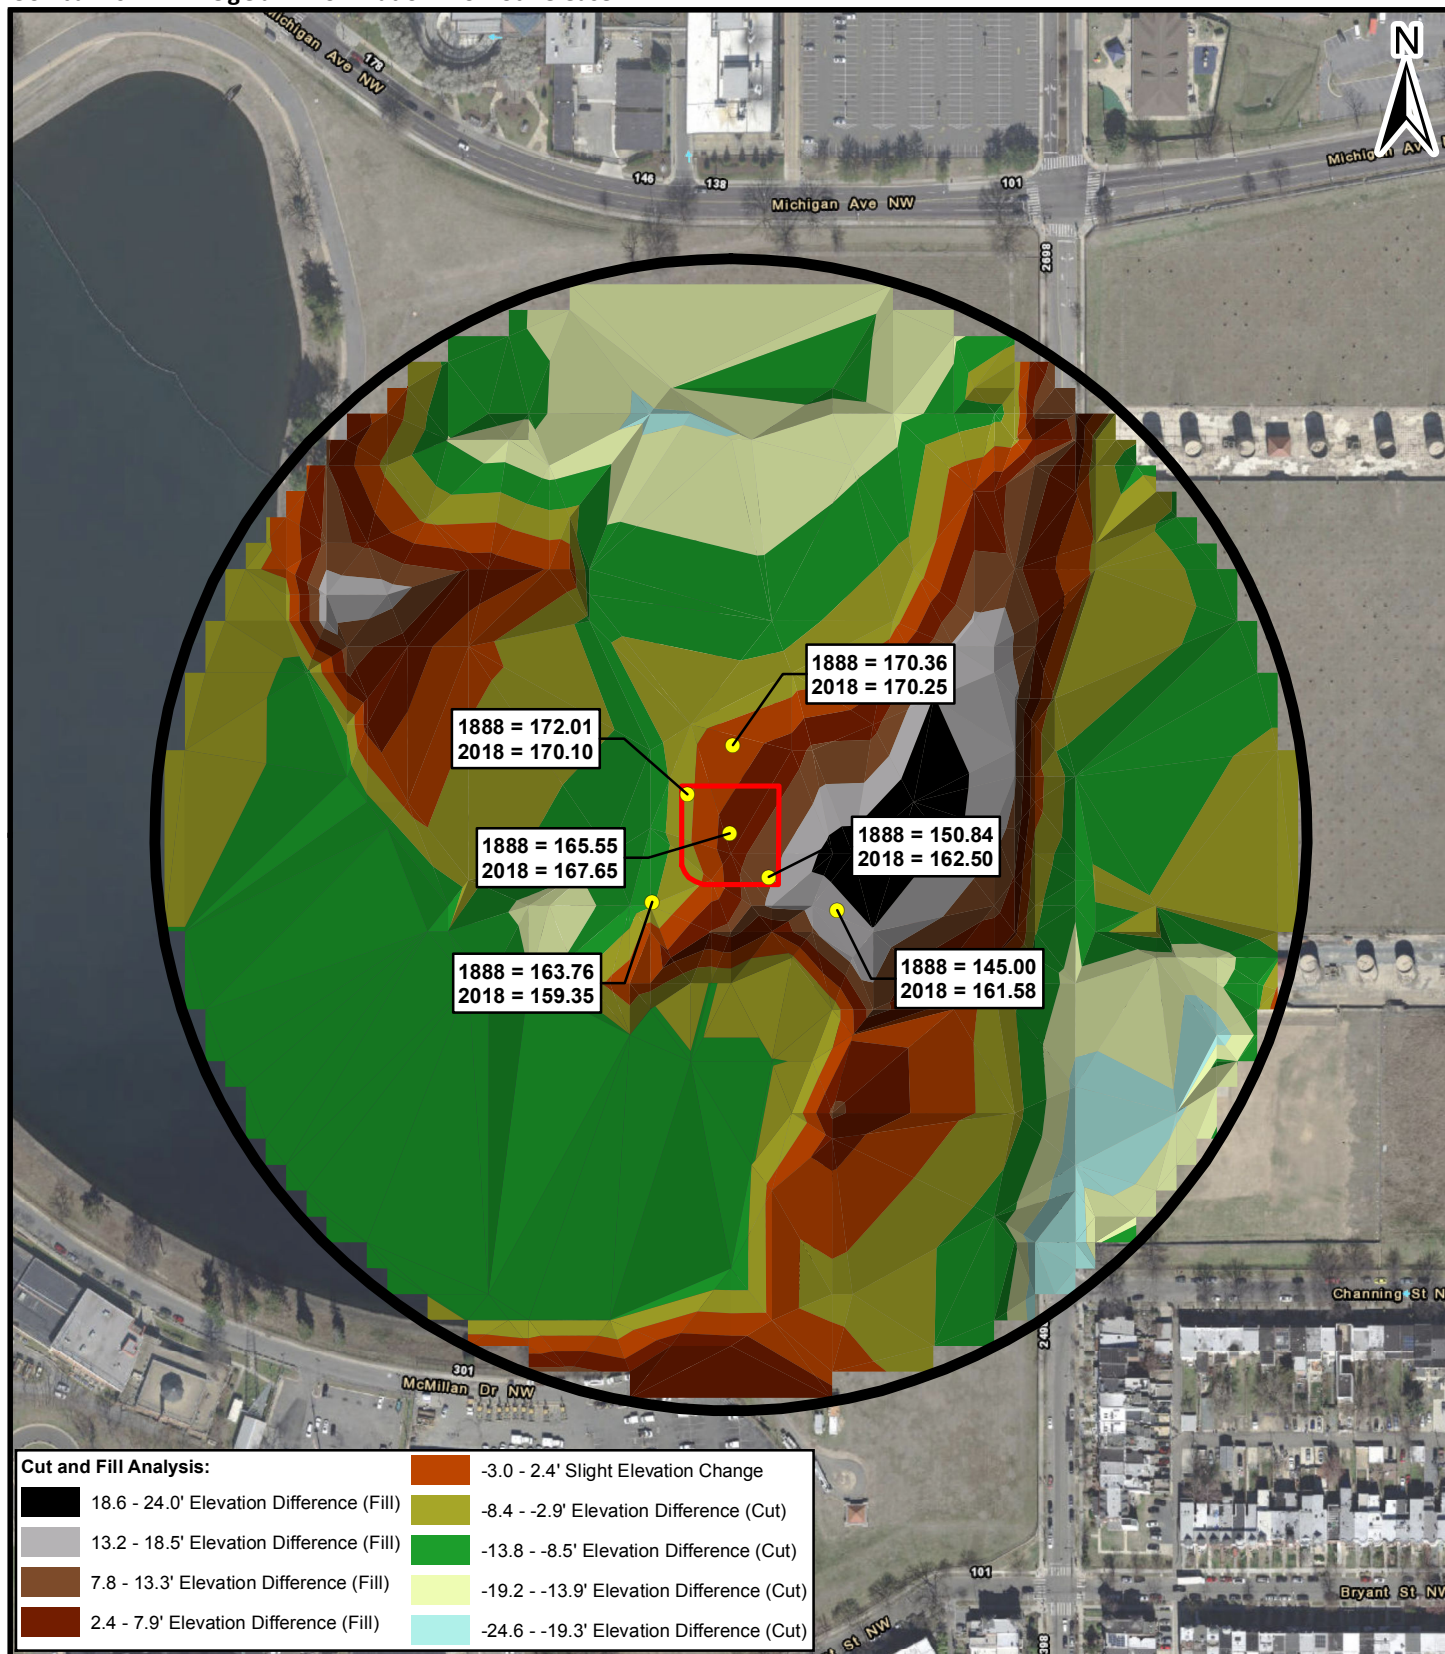 N
Michigan Ave NW
178
146
138
101
Michigan Ave NW
Michigan Ave
2698
1888 = 170.36
2018 = 170.25
1888 = 172.01
2018 = 170.10
1888 = 165.55
2018 = 167.65
1888 = 150.84
2018 = 162.50
1888 = 163.76
2018 = 159.35
1888 = 145.00
2018 = 161.58
Channing St N
301
McMillan Dr NW
101
Bryant St NW
St NW
Cut and Fill Analysis:
18.6 - 24.0' Elevation Difference (Fill)
13.2 - 18.5' Elevation Difference (Fill)
7.8 - 13.3' Elevation Difference (Fill)
2.4 - 7.9' Elevation Difference (Fill)
-3.0 - 2.4' Slight Elevation Change
-8.4 - -2.9' Elevation Difference (Cut)
-13.8 - -8.5' Elevation Difference (Cut)
-19.2 - -13.9' Elevation Difference (Cut)
-24.6 - -19.3' Elevation Difference (Cut)